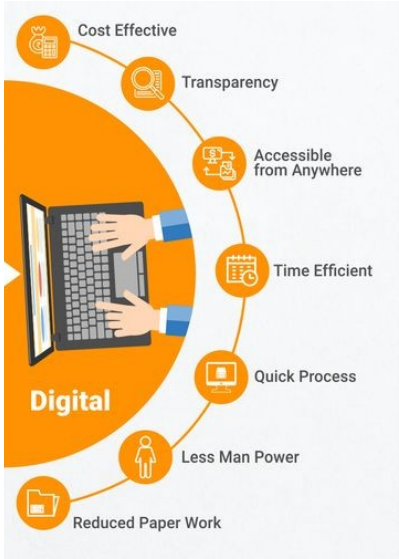 Cost Effective
Transparency
Accessible
from Anywhere
Time Efficient
Quick Process
Digital
Less Man Power
Reduced Paper Work